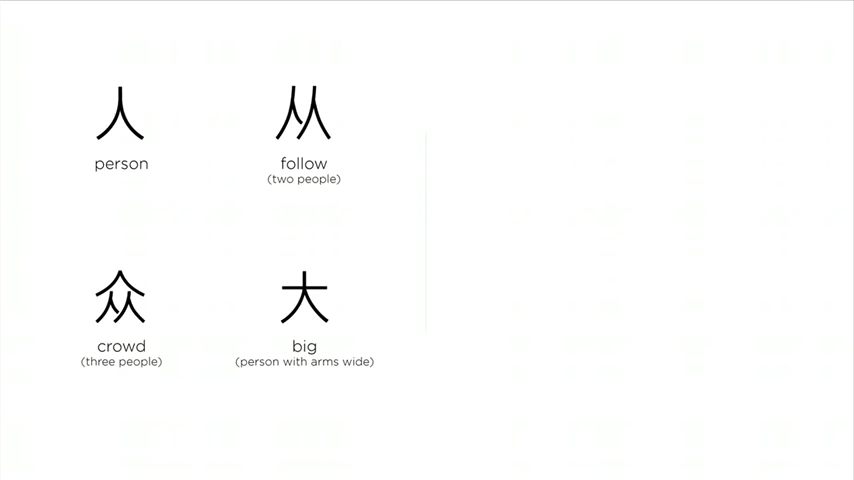 人 从
person follow
(two people)
众 大
crowd big
(three people) (person with arms wide)